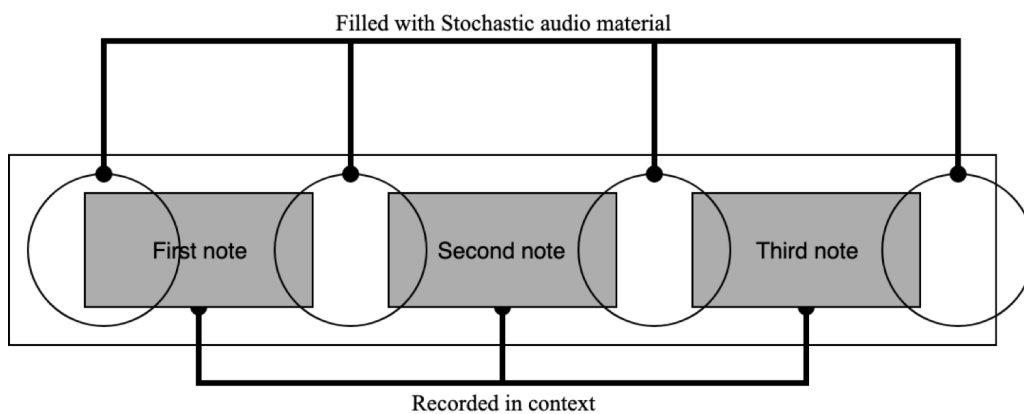 Filled with Stochastic audio material
First note
Second note
Third note
Recorded in context